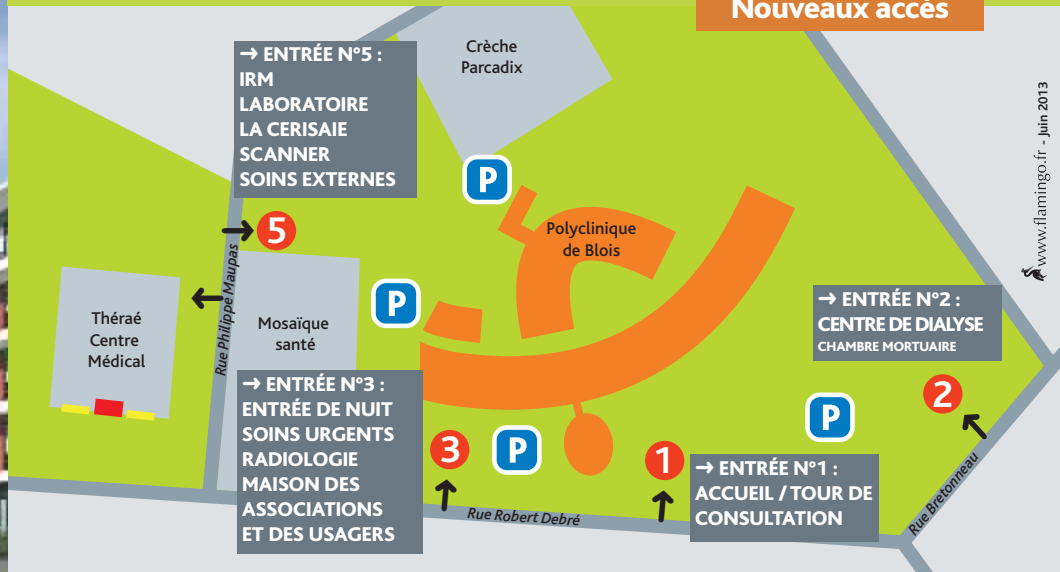 Nouveaux accès
→ ENTRÉE N°5 :
IRM
LABORATOIRE
LA CERISAIE
SCANNER
SOINS EXTERNES
Crèche
Parcadix
P
5
Polyclinique
de Blois
www.flamingo.fr - Juin 2013
Rue Philippe Maupas
Théraé
Centre
Médical
Mosaïque
santé
P
→ ENTRÉE N°2 :
CENTRE DE DIALYSE
CHAMBRE MORTUAIRE
→ ENTRÉE N°3 :
ENTRÉE DE NUIT
SOINS URGENTS
RADIOLOGIE
MAISON DES
ASSOCIATIONS
ET DES USAGERS
3
P
1
P
2
→ ENTRÉE N°1 :
ACCUEIL / TOUR DE
CONSULTATION
Rue Robert Debré
Rue Bretonneau